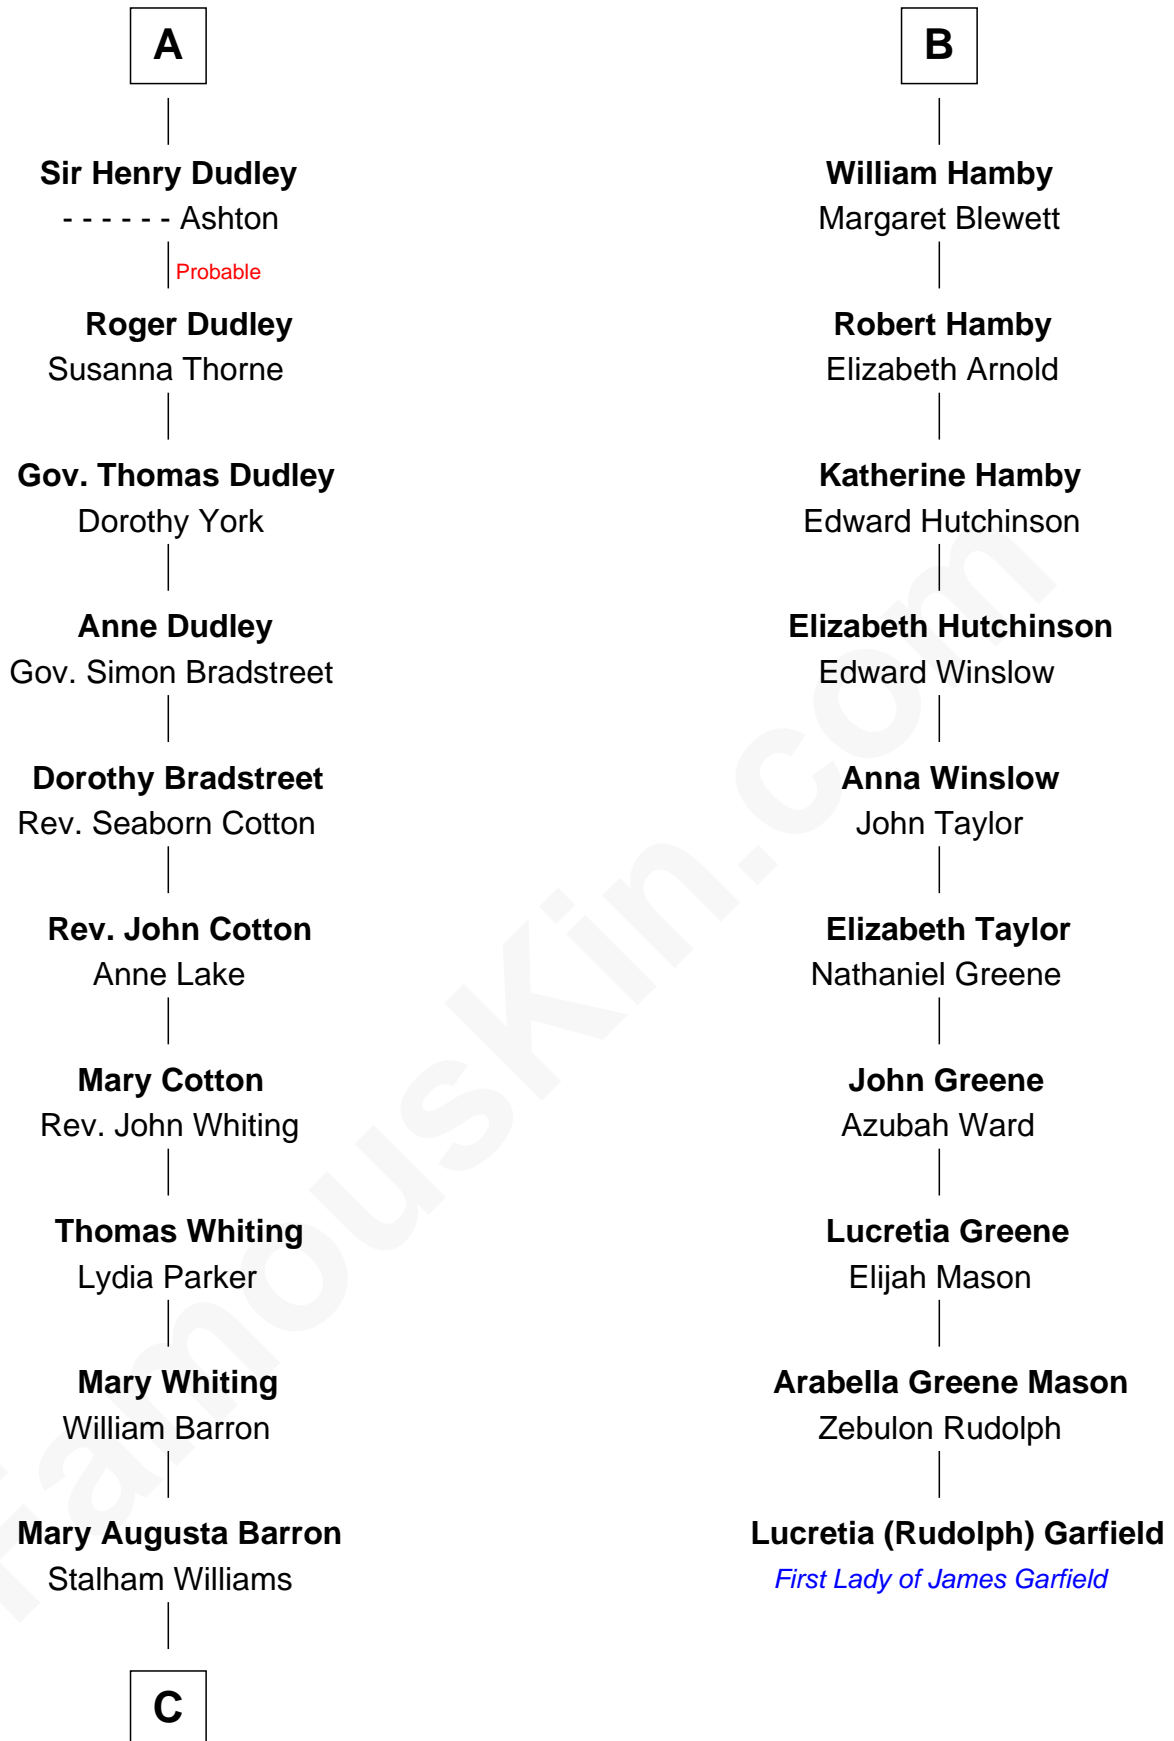 A
Sir Henry Dudley
- - - - - - Ashton
Probable
Roger Dudley
Susanna Thorne
Gov. Thomas Dudley
Dorothy York
Anne Dudley
Gov. Simon Bradstreet
Dorothy Bradstreet
Rev. Seaborn Cotton
Rev. John Cotton
Anne Lake
Mary Cotton
Rev. John Whiting
Thomas Whiting
Lydia Parker
Mary Whiting
William Barron
Mary Augusta Barron
Stalham Williams
C
B
William Hamby
Margaret Blewett
Robert Hamby
Elizabeth Arnold
Katherine Hamby
Edward Hutchinson
Elizabeth Hutchinson
Edward Winslow
Anna Winslow
John Taylor
Elizabeth Taylor
Nathaniel Greene
John Greene
Azubah Ward
Lucretia Greene
Elijah Mason
Arabella Greene Mason
Zebulon Rudolph
Lucretia (Rudolph) Garfield
First Lady of James Garfield
FamousKin.com